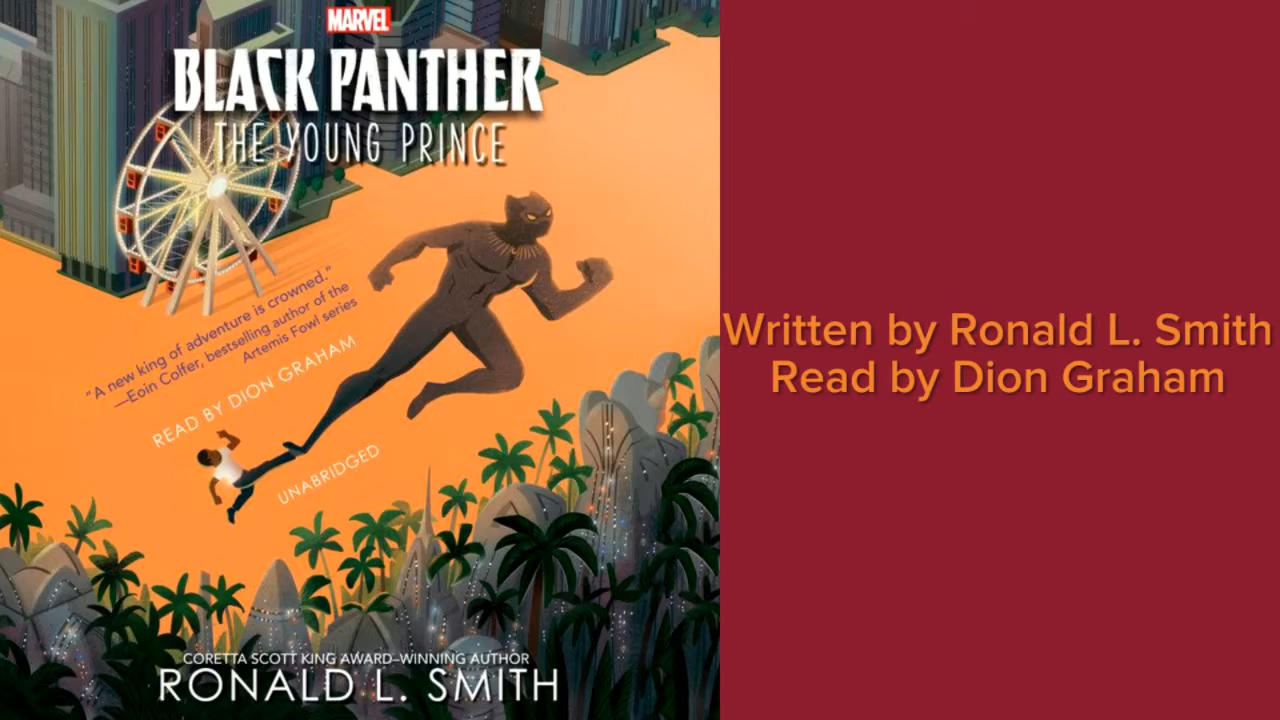 MARVEL
BLACK PANTHER
THE YOUNG PRINCE
"A new king of adventure is crowned."
—Eoin Colfer, bestselling author of the
Artemis Fowl series
READ BY DION GRAHAM
UNABRIDGED
CORETTA SCOTT KING AWARD–WINNING AUTHOR
RONALD L. SMITH
Written by Ronald L. Smith
Read by Dion Graham